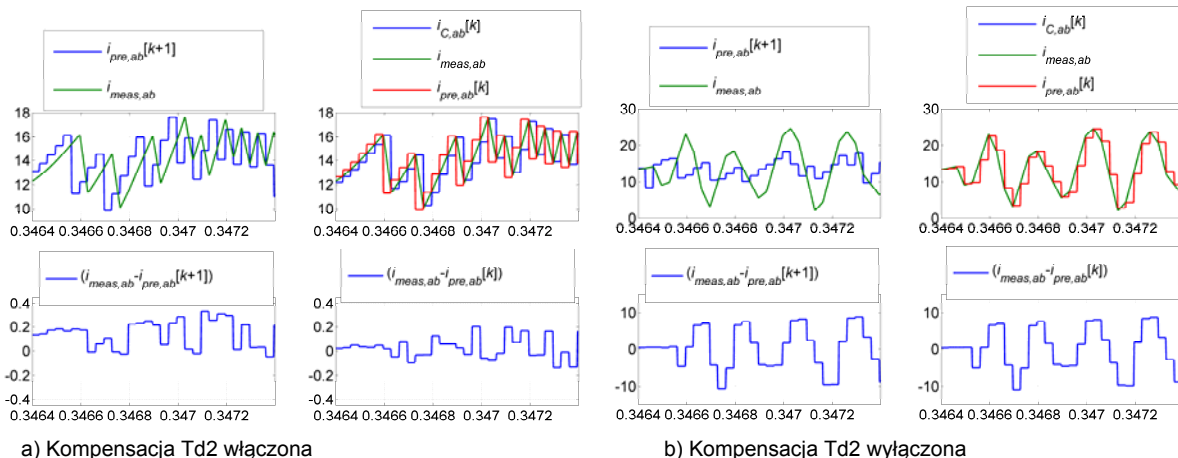 i_pre,ab[k+1]
i_meas,ab
i_C,ab[k]
i_meas,ab
i_pre,ab[k]
i_pre,ab[k+1]
i_meas,ab
i_C,ab[k]
i_meas,ab
i_pre,ab[k]
18
16
14
12
10
0.3464 0.3466 0.3468 0.347 0.3472
18
16
14
12
10
0.3464 0.3466 0.3468 0.347 0.3472
30
20
10
0
0.3464 0.3466 0.3468 0.347 0.3472
30
20
10
0
0.3464 0.3466 0.3468 0.347 0.3472
(i_meas,ab-i_pre,ab[k+1])
(i_meas,ab-i_pre,ab[k])
(i_meas,ab-i_pre,ab[k+1])
(i_meas,ab-i_pre,ab[k])
0.4
0.2
0
-0.2
-0.4
0.3464 0.3466 0.3468 0.347 0.3472
0.4
0.2
0
-0.2
-0.4
0.3464 0.3466 0.3468 0.347 0.3472
10
0
-10
0.3464 0.3466 0.3468 0.347 0.3472
10
0
-10
0.3464 0.3466 0.3468 0.347 0.3472
a) Kompensacja Td2 włączona
b) Kompensacja Td2 wyłączona